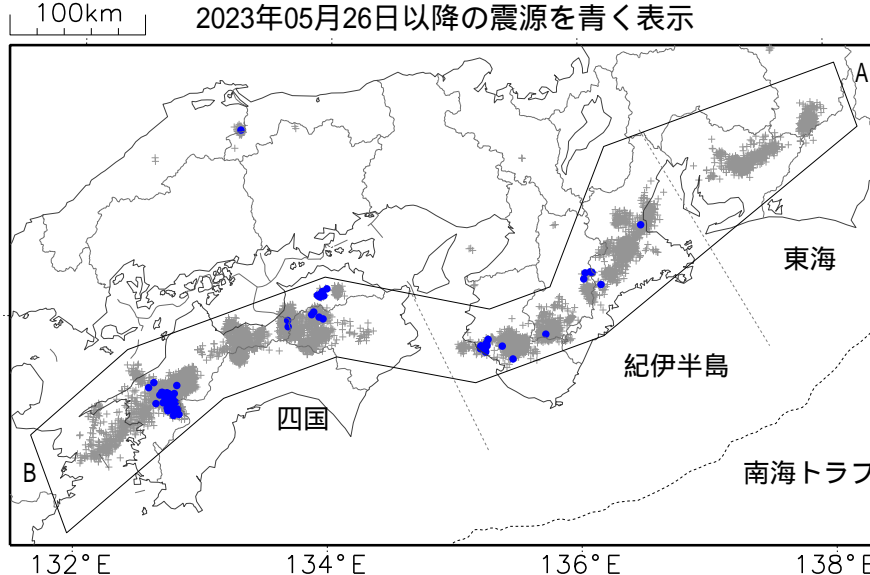 100km
2023年05月26日以降の震源を青く表示
A
東海
紀伊半島
四国
B
南海トラフ
132°E
134°E
136°E
138°E